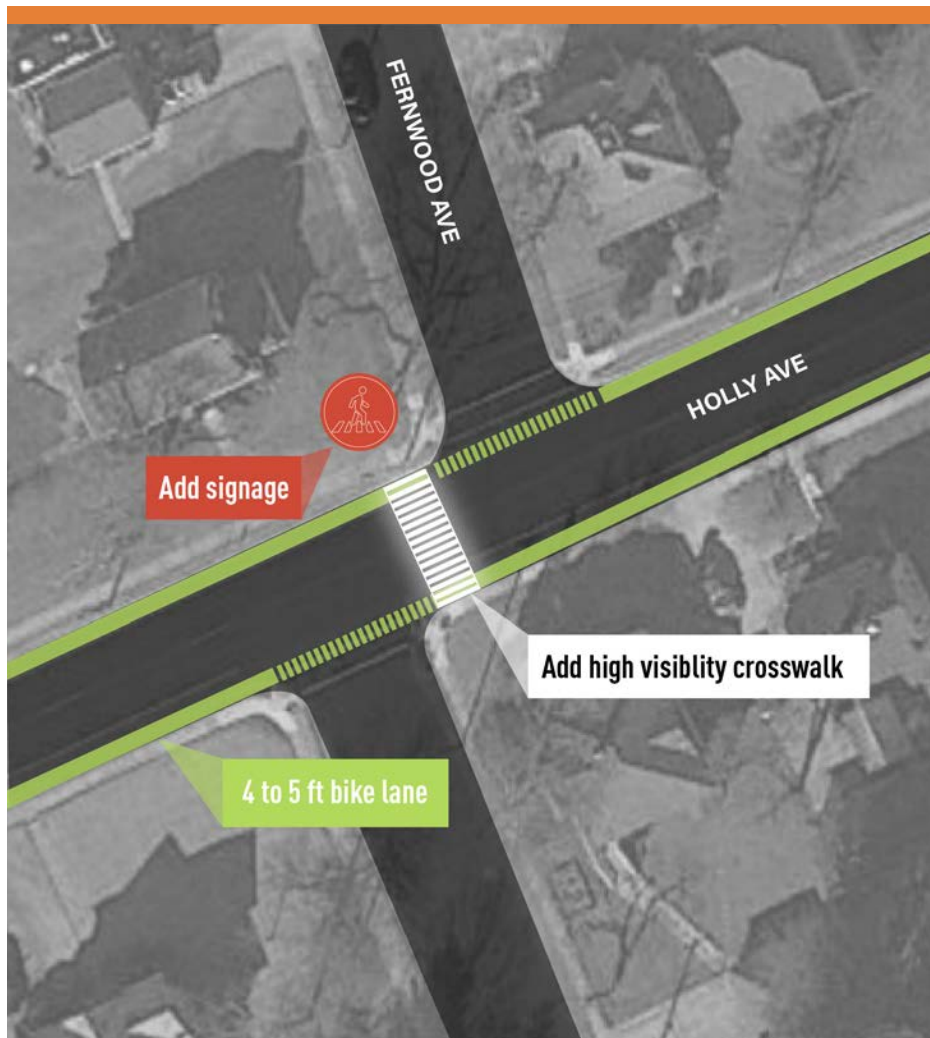 FERNWOOD AVE
HOLLY AVE
Add signage
Add high visiblity crosswalk
4 to 5 ft bike lane